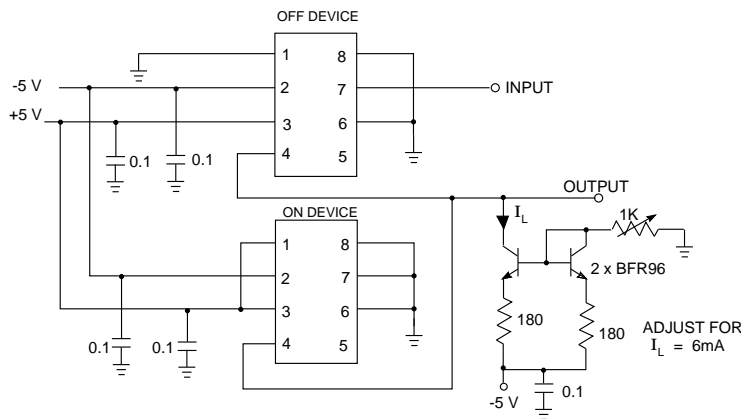 OFF DEVICE
1 8
-5 V 2 7 INPUT
+5 V 3 6
4 5
0.1 0.1
OUTPUT
ON DEVICE
I_L 1K
1 8
2 7 2 x BFR96
3 6
180 180 ADJUST FOR
0.1 0.1 4 5 I_L = 6mA
-5 V 0.1